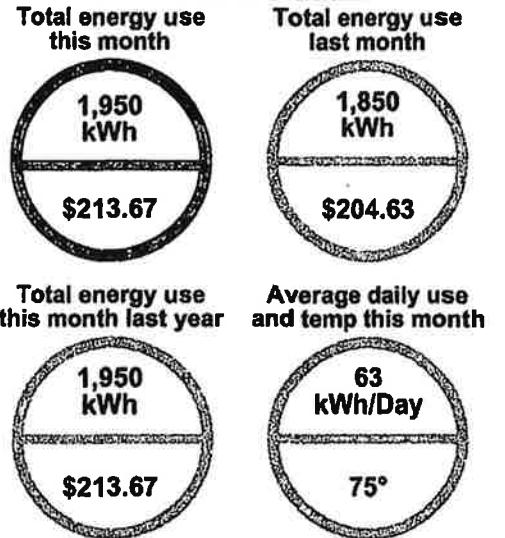 Total energy use
this month
1,950
kWh
$213.67
Total energy use
last month
1,850
kWh
$204.63
Total energy use
this month last year
1,950
kWh
$213.67
Average daily use
and temp this month
63
kWh/Day
75°